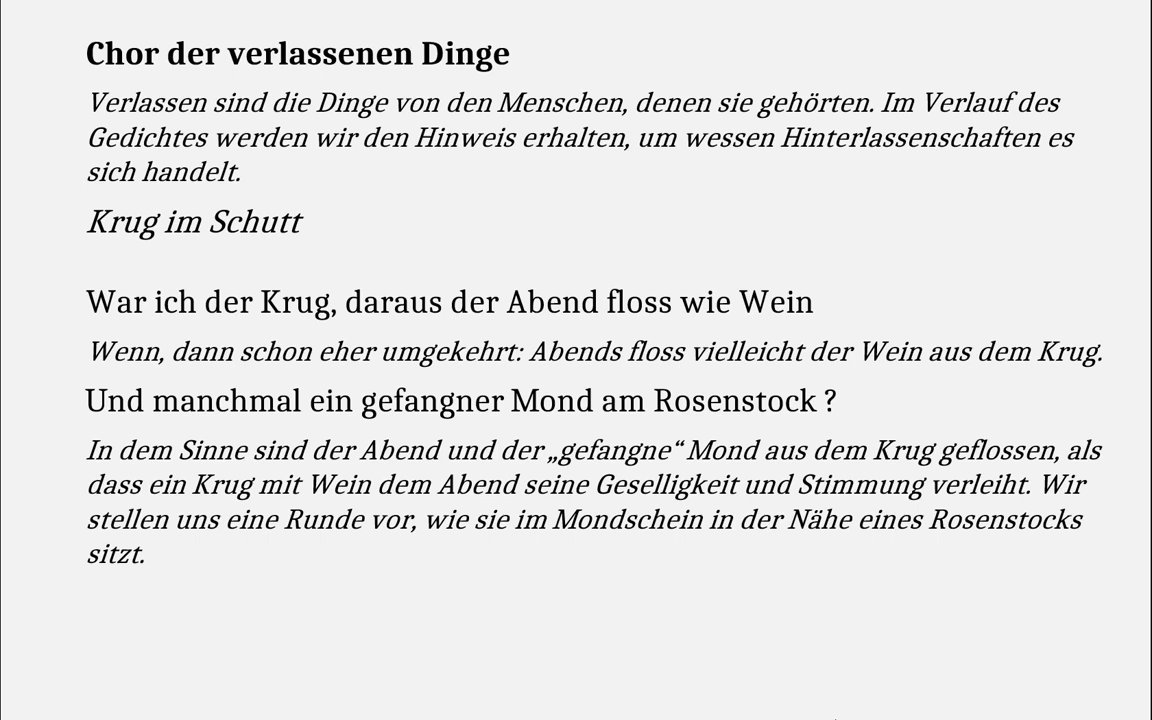 Chor der verlassenen Dinge
Verlassen sind die Dinge von den Menschen, denen sie gehörten. Im Verlauf des
Gedichtes werden wir den Hinweis erhalten, um wessen Hinterlassenschaften es
sich handelt.
Krug im Schutt
War ich der Krug, daraus der Abend floss wie Wein
Wenn, dann schon eher umgekehrt: Abends floss vielleicht der Wein aus dem Krug.
Und manchmal ein gefangner Mond am Rosenstock ?
In dem Sinne sind der Abend und der „gefangne“ Mond aus dem Krug geflossen, als
dass ein Krug mit Wein dem Abend seine Geselligkeit und Stimmung verleiht. Wir
stellen uns eine Runde vor, wie sie im Mondschein in der Nähe eines Rosenstocks
sitzt.